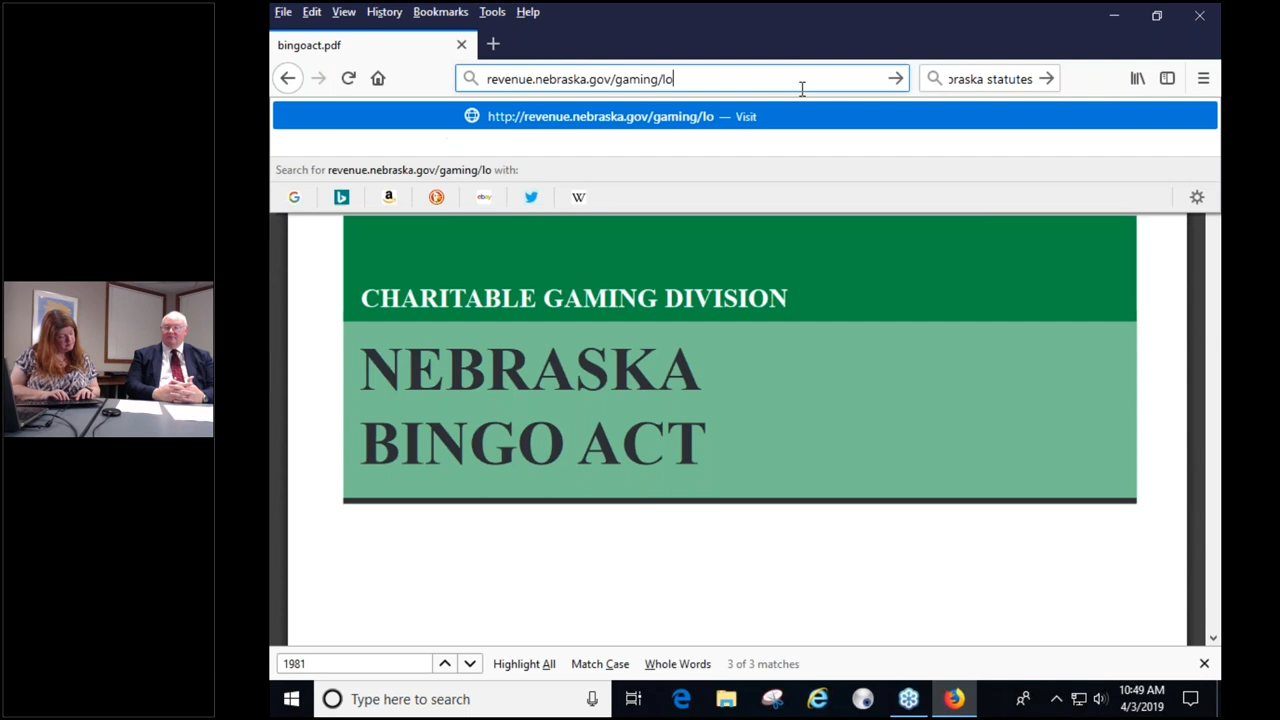 File Edit View History Bookmarks Tools Help
bingoact.pdf
revenue.nebraska.gov/gaming/lo
braska statutes
http://revenue.nebraska.gov/gaming/lo — Visit
Search for revenue.nebraska.gov/gaming/lo with:
G b a ebay W
CHARITABLE GAMING DIVISION
NEBRASKA
BINGO ACT
1981 Highlight All Match Case Whole Words 3 of 3 matches
Type here to search
10:49 AM
4/3/2019